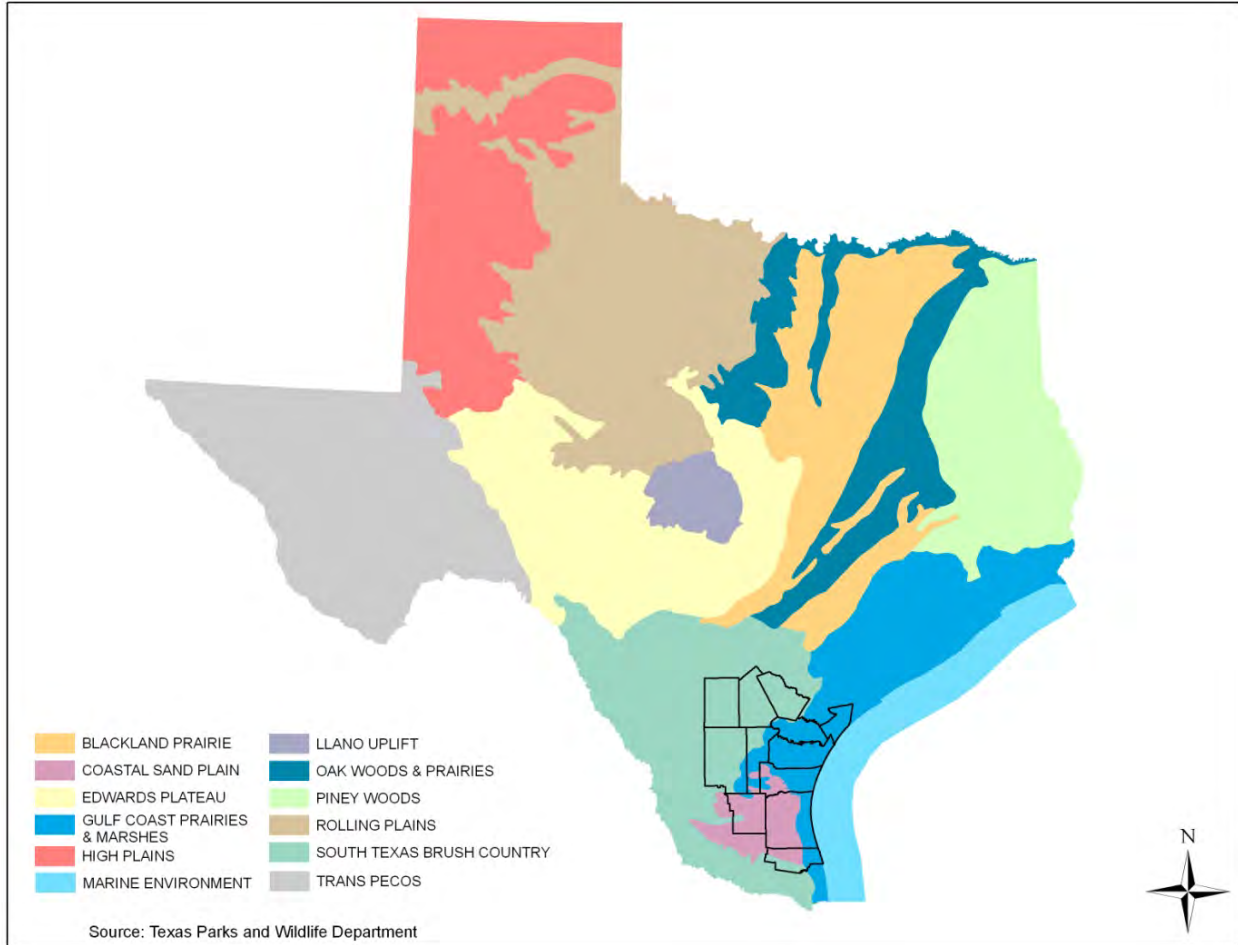 BLACKLAND PRAIRIE
COASTAL SAND PLAIN
EDWARDS PLATEAU
GULF COAST PRAIRIES
& MARSHES
HIGH PLAINS
MARINE ENVIRONMENT
LLANO UPLIFT
OAK WOODS & PRAIRIES
PINEY WOODS
ROLLING PLAINS
SOUTH TEXAS BRUSH COUNTRY
TRANS PECOS
Source: Texas Parks and Wildlife Department
N